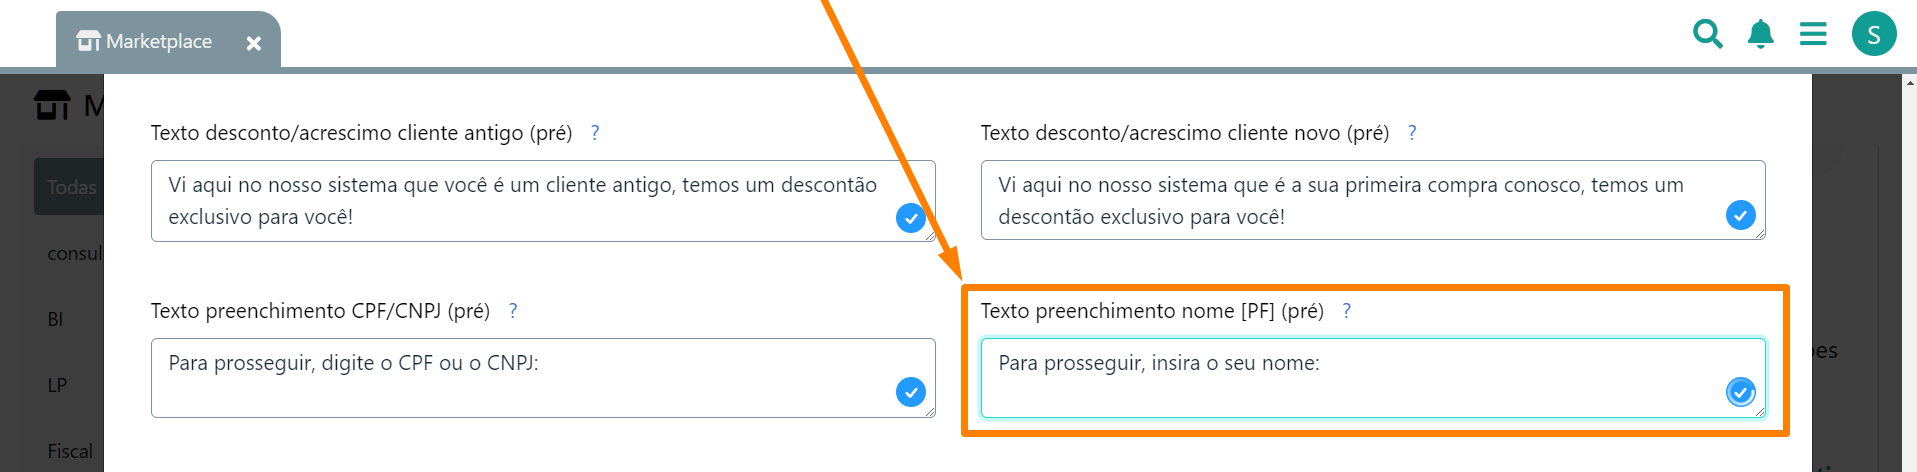 Marketplace
S
M
Texto desconto/acrescimo cliente antigo (pré) ?
Texto desconto/acrescimo cliente novo (pré) ?
Todas
Vi aqui no nosso sistema que você é um cliente antigo, temos um descontão
exclusivo para você!
Vi aqui no nosso sistema que é a sua primeira compra conosco, temos um
descontão exclusivo para você!
consul
BI
Texto preenchimento CPF/CNPJ (pré) ?
Texto preenchimento nome [PF] (pré) ?
Para prosseguir, digite o CPF ou o CNPJ:
Para prosseguir, insira o seu nome:
LP
Fiscal